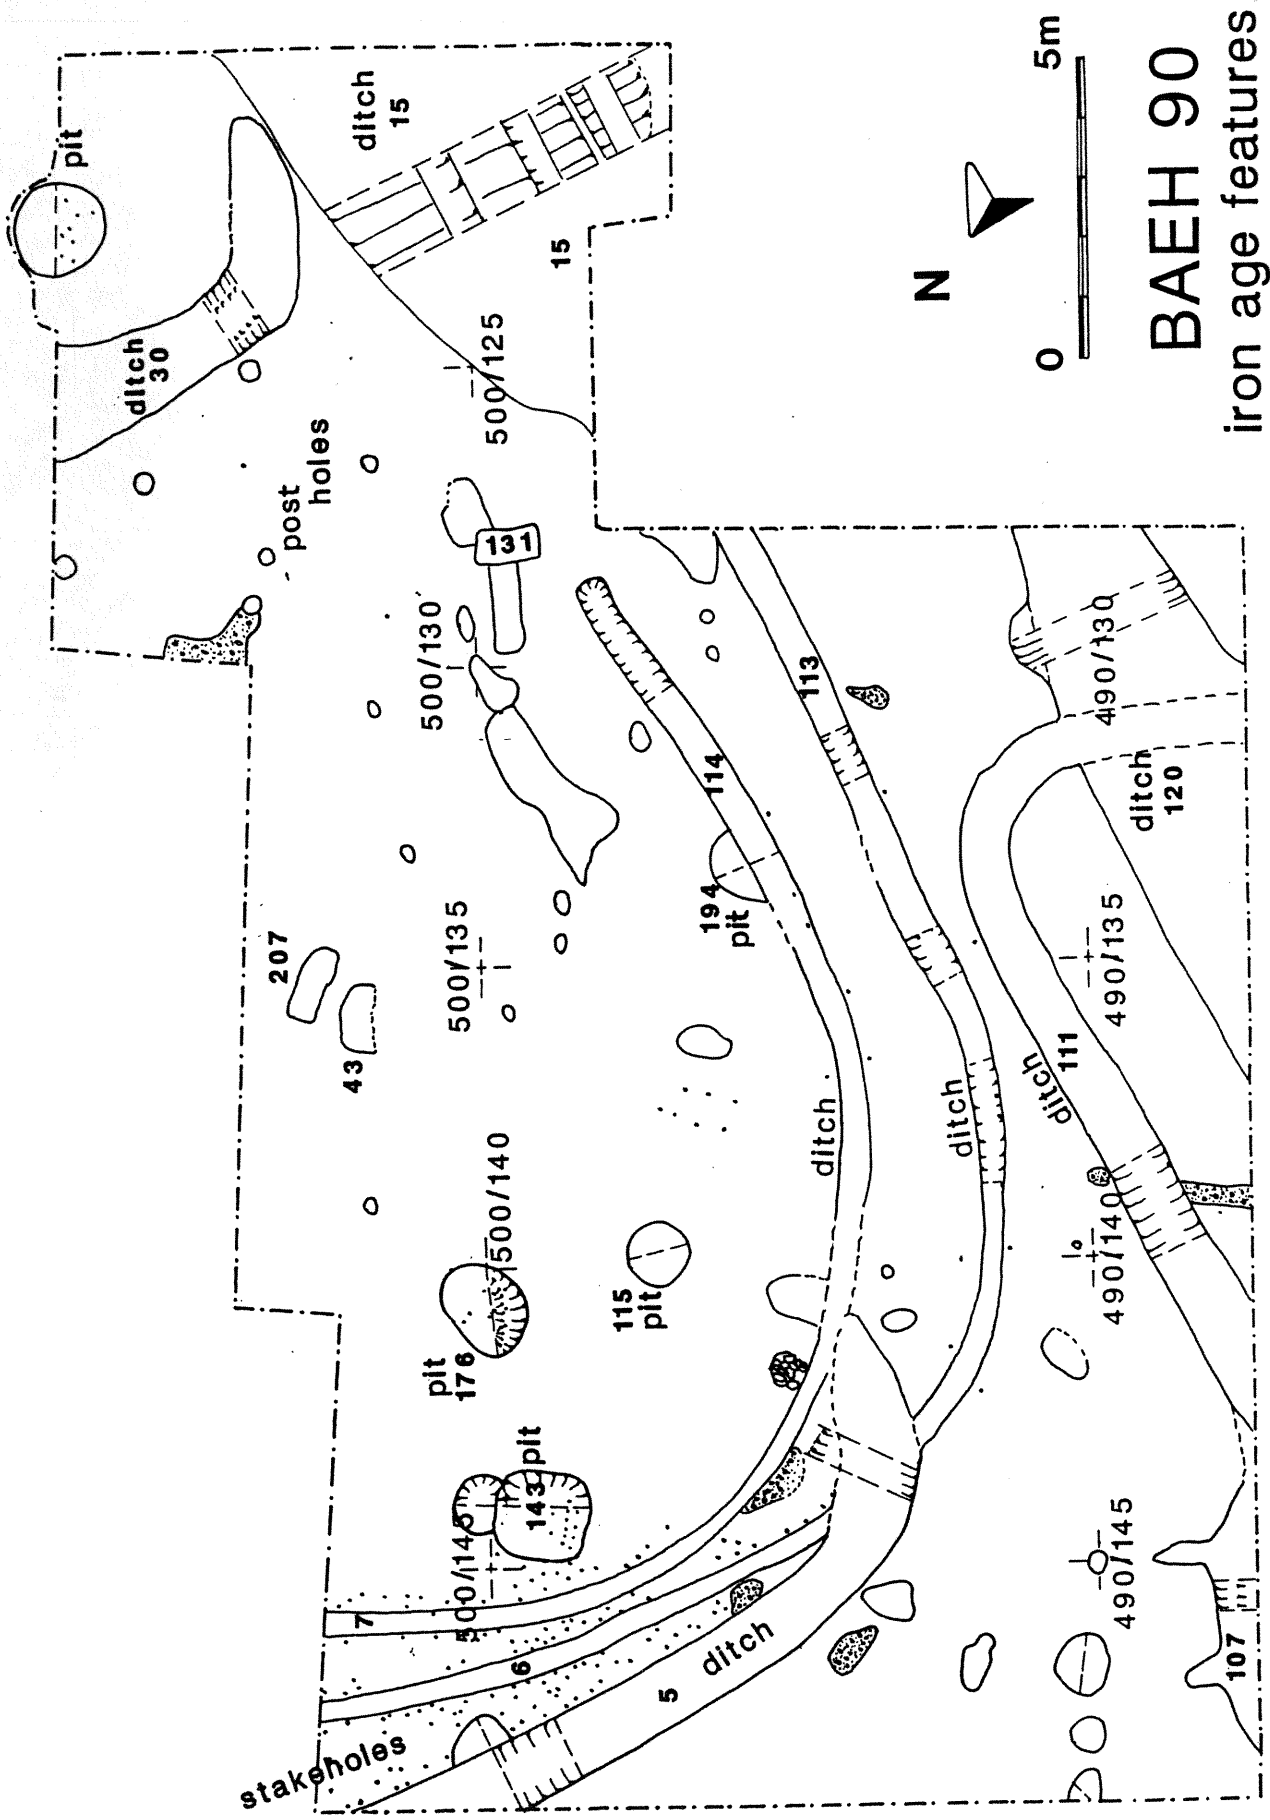 pit
ditch
15
ditch
30
15
post
holes
500/125
131
500/130
114
113
490/130
ditch
120
194
pit
207
43
500/135
490/135
ditch
ditch
ditch
111
500/140
490/140
pit
176
115
pit
143 pit
500/145
490/145
7
6
5
ditch
107
stakeholes
N
0
5m
BAEH 90
iron age features